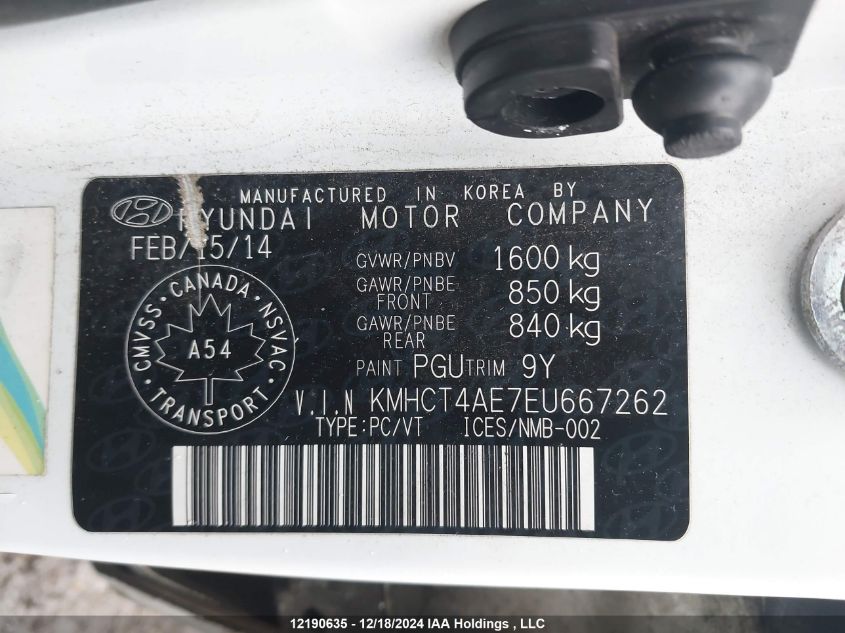 MANUFACTURED IN KOREA BY
HYUNDAI MOTOR COMPANY
FEB/15/14
GVWR/PNBV 1600 kg
GAWR/PNBE FRONT 850 kg
GAWR/PNBE REAR 840 kg
PAINT PGU TRIM 9Y
CANADA
CMVSS NSVAC
A54
TRANSPORT
V.I.N KMHCT4AE7EU667262
TYPE:PC/VT ICES/NMB-002
12190635 - 12/18/2024 IAA Holdings , LLC